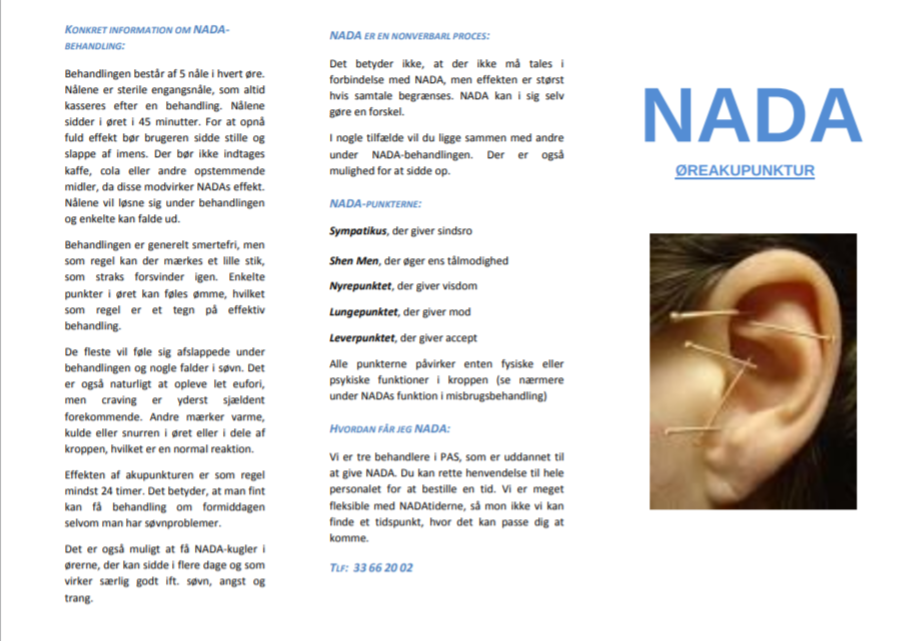 KONKRET INFORMATION OM NADA-
BEHANDLING:
Behandlingen består af 5 nåle i hvert øre.
Nålene er sterile engangsnåle, som altid
kasseres efter en behandling. Nålene
sidder i øret i 45 minutter. For at opnå
fuld effekt bør brugeren sidde stille og
slappe af imens. Der bør ikke indtages
kaffe, cola eller andre opstemmende
midler, da disse modvirker NADAs effekt.
Nålene vil løsne sig under behandlingen
og enkelte kan falde ud.
Behandlingen er generelt smertefri, men
som regel kan der mærkes et lille stik,
som straks forsvinder igen. Enkelte
punkter i øret kan føles ømme, hvilket
som regel er et tegn på effektiv
behandling.
De fleste vil føle sig afslappede under
behandlingen og nogle falder i søvn. Det
er også naturligt at opleve let eufori,
men craving er yderst sjældent
forekommende. Andre mærker varme,
kulde eller snurren i øret eller i dele af
kroppen, hvilket er en normal reaktion.
Effekten af akupunkturen er som regel
mindst 24 timer. Det betyder, at man fint
kan få behandling om formiddagen
selvom man har søvnproblemer.
Det er også muligt at få NADA-kugler i
ørerne, der kan sidde i flere dage og som
virker særlig godt ift. søvn, angst og
trang.
NADA ER EN NONVERBARL PROCES:
Det betyder ikke, at der ikke må tales i
forbindelse med NADA, men effekten er størst
hvis samtale begrænses. NADA kan i sig selv
gøre en forskel.
I nogle tilfælde vil du ligge sammen med andre
under NADA-behandlingen. Der er også
mulighed for at sidde op.
NADA-PUNKTERNE:
Sympatikus, der giver sindsro
Shen Men, der øger ens tålmodighed
Nyrepunktet, der giver visdom
Lungepunktet, der giver mod
Leverpunktet, der giver accept
Alle punkterne påvirker enten fysiske eller
psykiske funktioner i kroppen (se nærmere
under NADAs funktion i misbrugsbehandling)
HVORDAN FÅR JEG NADA:
Vi er tre behandlere i PAS, som er uddannet til
at give NADA. Du kan rette henvendelse til hele
personalet for at bestille en tid. Vi er meget
fleksible med NADAtiderne, så mon ikke vi kan
finde et tidspunkt, hvor det kan passe dig at
komme.
TLF: 33 66 20 02
NADA
ØREAKUPUNKTUR